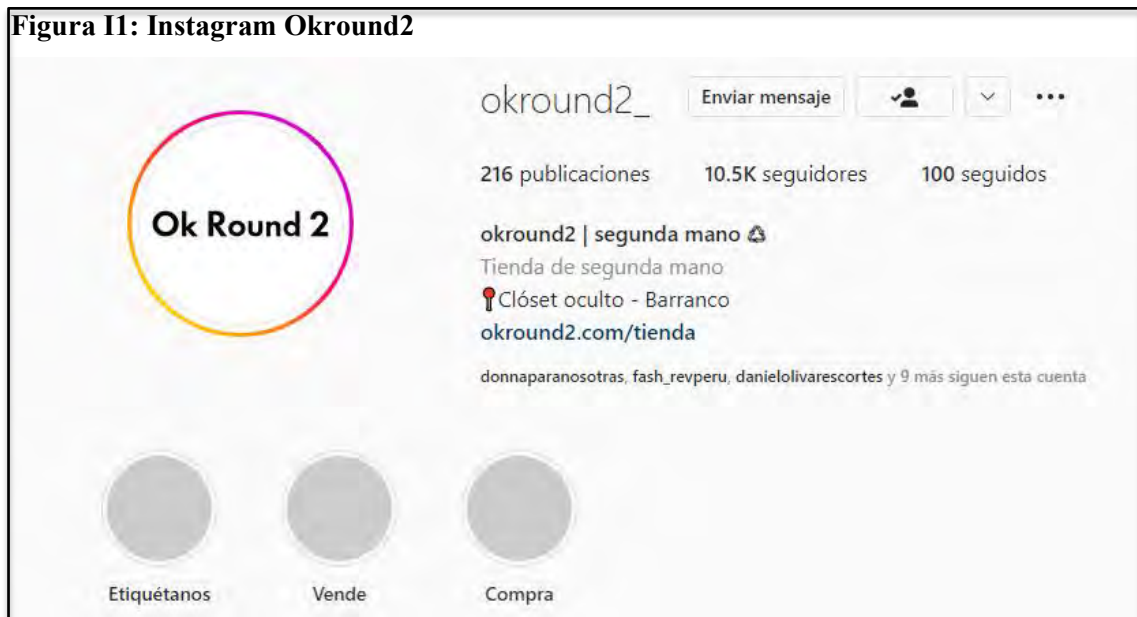 Figura I1: Instagram Okround2
Ok Round 2
okround2_ Enviar mensaje
216 publicaciones 10.5K seguidores 100 seguidos
okround2 | segunda mano ♻
Tienda de segunda mano
📍Clóset oculto - Barranco
okround2.com/tienda
donnaparanosotras, fash_revperu, danielolivarescortes y 9 más siguen esta cuenta
Etiquétanos Vende Compra